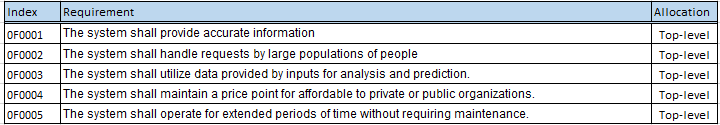 Index Requirement Allocation
0F0001 The system shall provide accurate information Top-level
0F0002 The system shall handle requests by large populations of people Top-level
0F0003 The system shall utilize data provided by inputs for analysis and prediction. Top-level
0F0004 The system shall maintain a price point for affordable to private or public organizations. Top-level
0F0005 The system shall operate for extended periods of time without requiring maintenance. Top-level